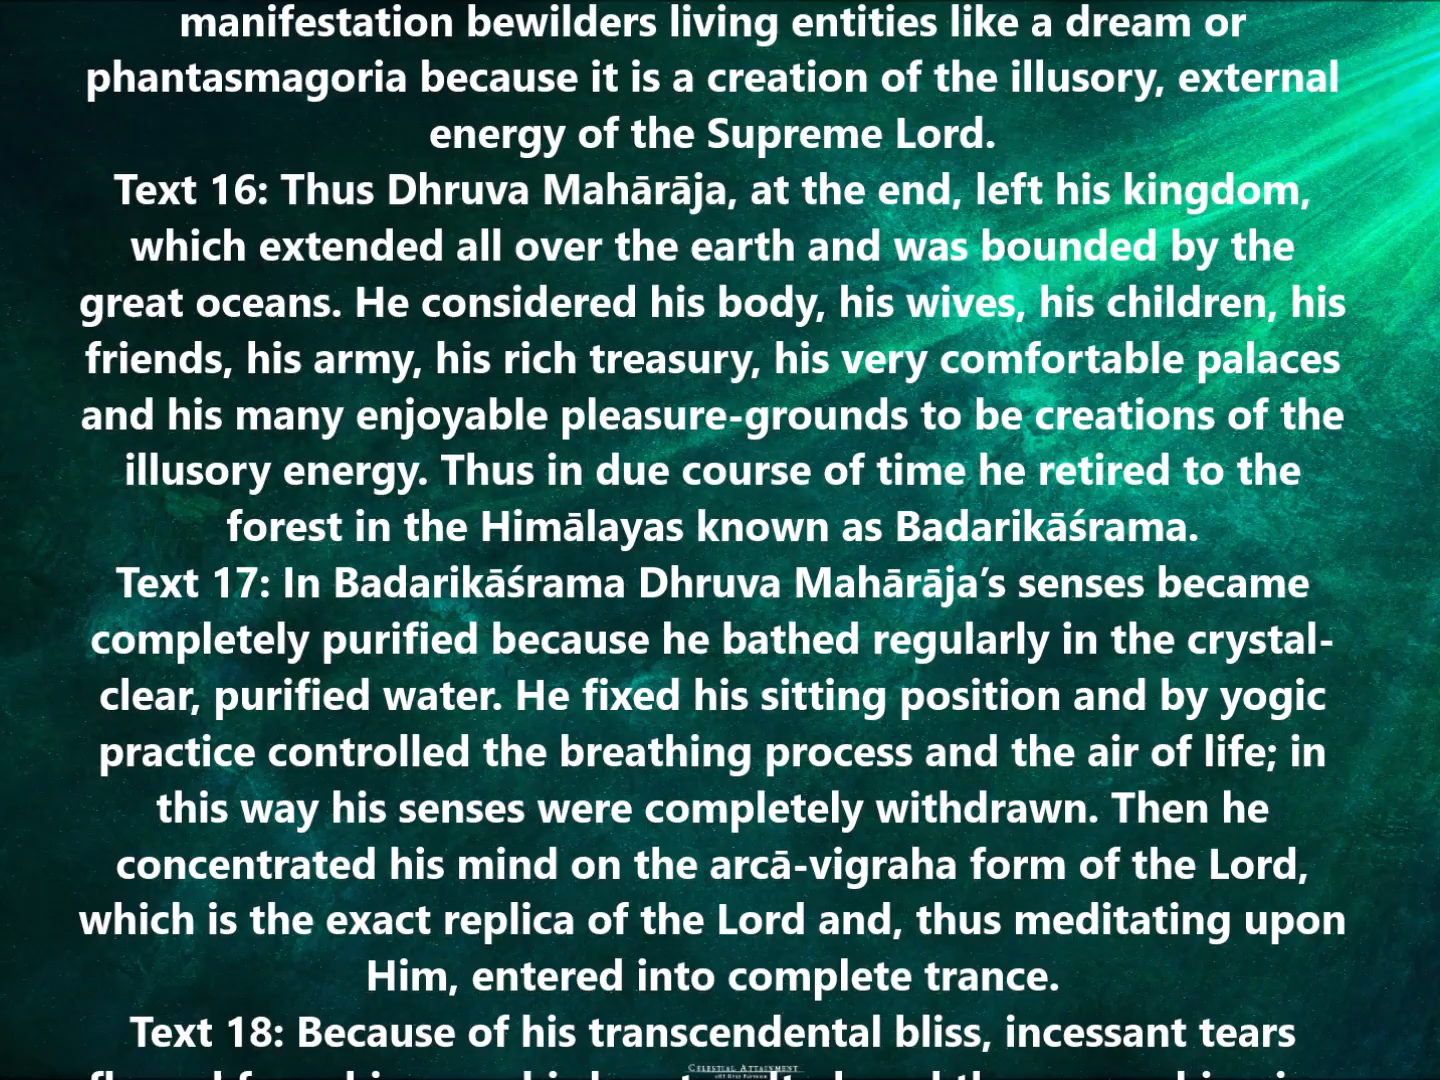 manifestation bewilders living entities like a dream or
phantasmagoria because it is a creation of the illusory, external
energy of the Supreme Lord.
Text 16: Thus Dhruva Mahārāja, at the end, left his kingdom,
which extended all over the earth and was bounded by the
great oceans. He considered his body, his wives, his children, his
friends, his army, his rich treasury, his very comfortable palaces
and his many enjoyable pleasure-grounds to be creations of the
illusory energy. Thus in due course of time he retired to the
forest in the Himālayas known as Badarikāśrama.
Text 17: In Badarikāśrama Dhruva Mahārāja’s senses became
completely purified because he bathed regularly in the crystal-
clear, purified water. He fixed his sitting position and by yogic
practice controlled the breathing process and the air of life; in
this way his senses were completely withdrawn. Then he
concentrated his mind on the arcā-vigraha form of the Lord,
which is the exact replica of the Lord and, thus meditating upon
Him, entered into complete trance.
Text 18: Because of his transcendental bliss, incessant tears
Celestial Attainment